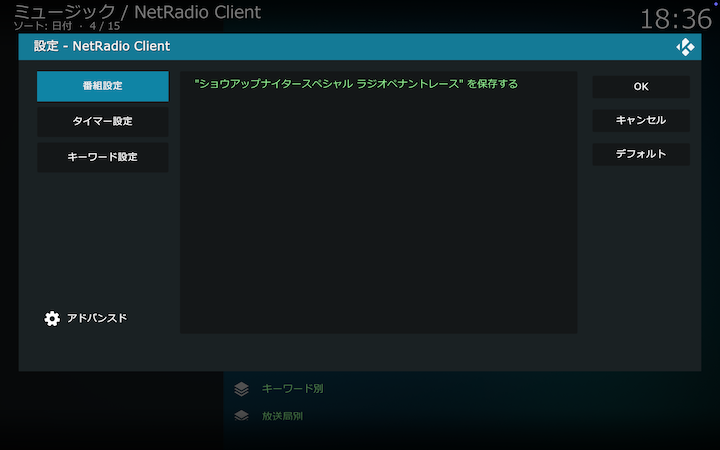 ミュージック / NetRadio Client
ソート: 日付 · 4 / 15
18:36
設定 - NetRadio Client
番組設定
タイマー設定
キーワード設定
"ショウアップナイタースペシャル ラジオペナントレース" を保存する
OK
キャンセル
デフォルト
アドバンスド
キーワード別
放送局別